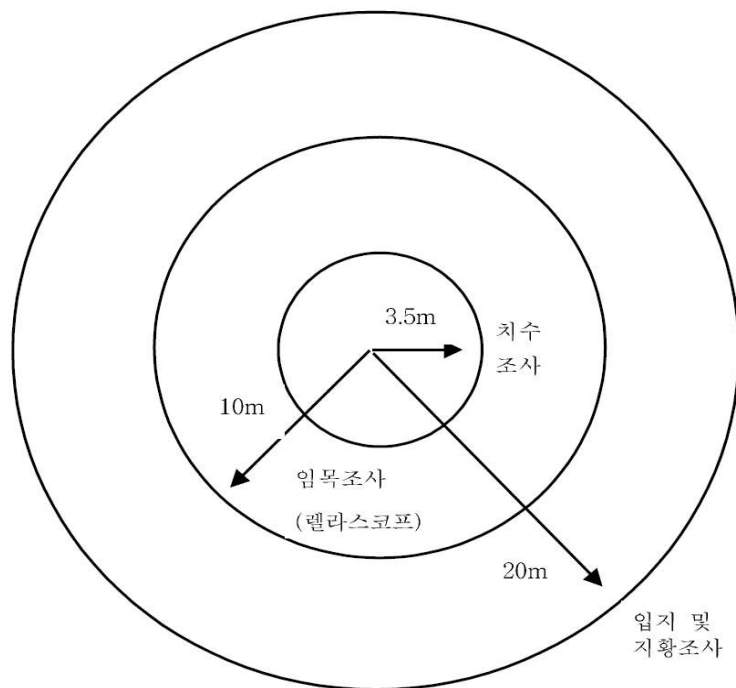 3.5m
치수
조사
10m
임목조사
(렐라스코프)
20m
입지 및
지황조사